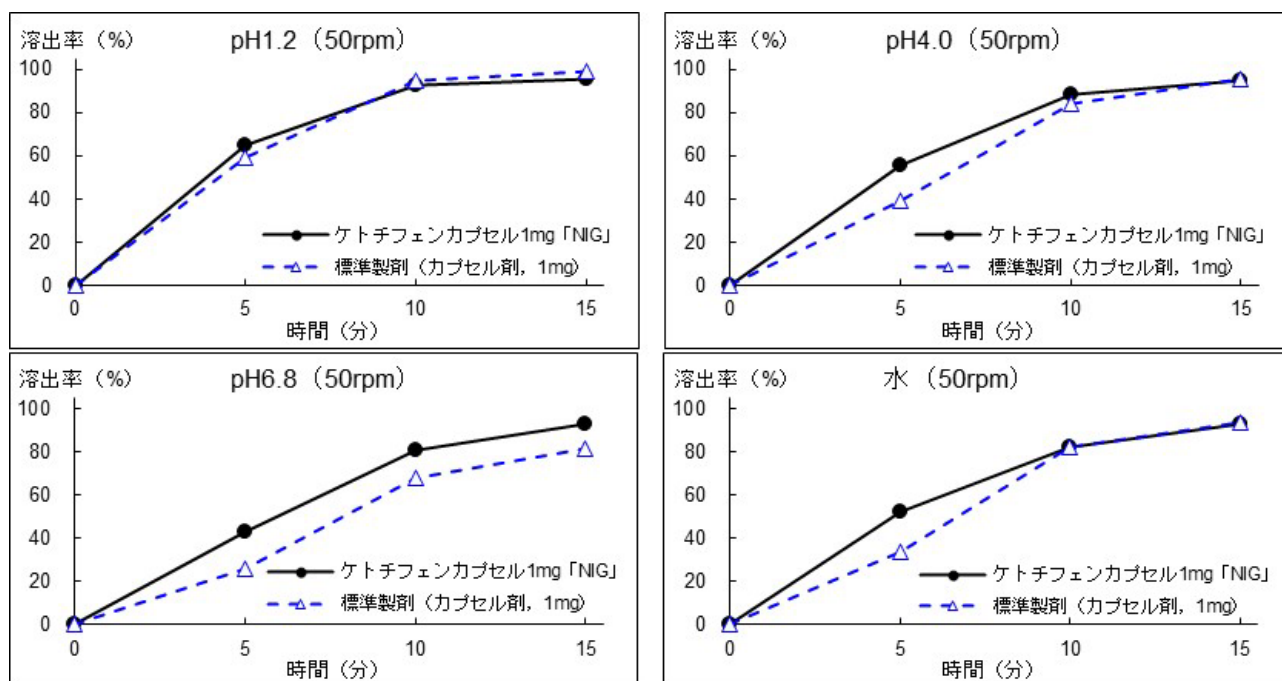 溶出率（%）
pH1.2（50rpm）
100
80
60
40
20
0
ケトチフェンカプセル1mg「NIG」
標準製剤（カプセル剤，1mg）
0 5 10 15
時間（分）
溶出率（%）
pH4.0（50rpm）
100
80
60
40
20
0
ケトチフェンカプセル1mg「NIG」
標準製剤（カプセル剤，1mg）
0 5 10 15
時間（分）
溶出率（%）
pH6.8（50rpm）
100
80
60
40
20
0
ケトチフェンカプセル1mg「NIG」
標準製剤（カプセル剤，1mg）
0 5 10 15
時間（分）
溶出率（%）
水（50rpm）
100
80
60
40
20
0
ケトチフェンカプセル1mg「NIG」
標準製剤（カプセル剤，1mg）
0 5 10 15
時間（分）